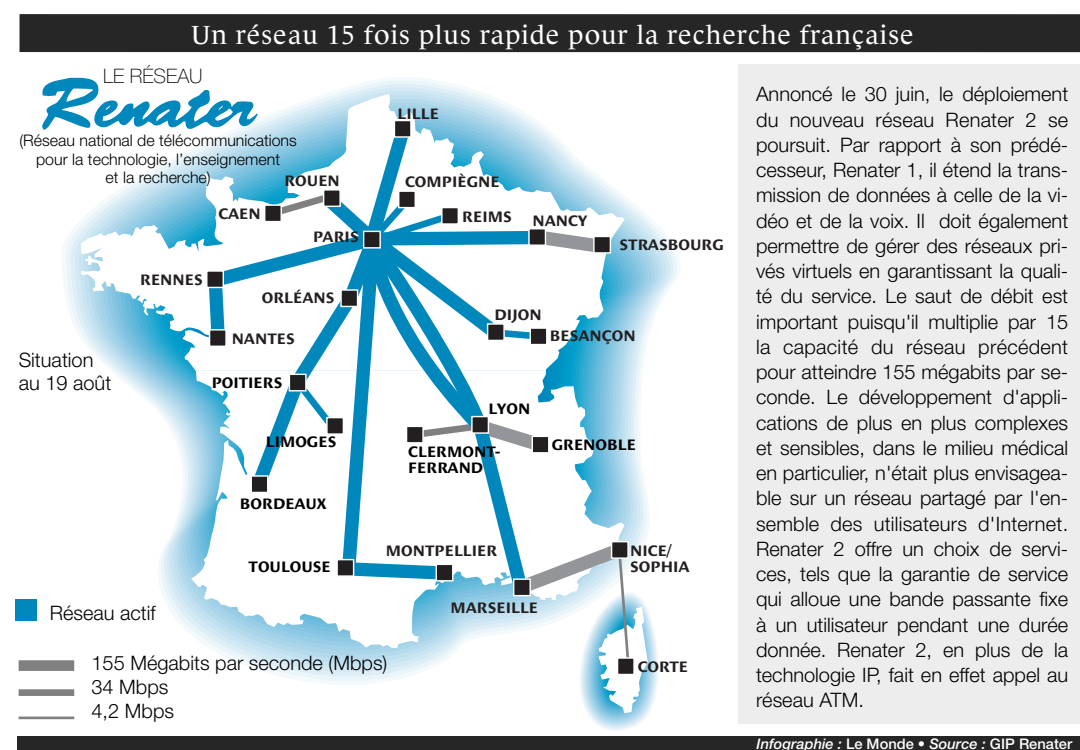 Un réseau 15 fois plus rapide pour la recherche française
LE RÉSEAU
Renater
(Réseau national de télécommunications
pour la technologie, l'enseignement
et la recherche)
LILLE
ROUEN
COMPIÈGNE
CAEN
REIMS
NANCY
PARIS
STRASBOURG
RENNES
ORLÉANS
DIJON
NANTES
BESANÇON
Situation
au 19 août
POITIERS
LYON
LIMOGES
CLERMONT-
FERRAND
GRENOBLE
BORDEAUX
MONTPELLIER
NICE/
SOPHIA
TOULOUSE
MARSEILLE
CORTE
Réseau actif
155 Mégabits par seconde (Mbps)
34 Mbps
4,2 Mbps
Annoncé le 30 juin, le déploiement
du nouveau réseau Renater 2 se
poursuit. Par rapport à son prédé-
cesseur, Renater 1, il étend la trans-
mission de données à celle de la vi-
déo et de la voix. Il doit également
permettre de gérer des réseaux pri-
vés virtuels en garantissant la quali-
té du service. Le saut de débit est
important puisqu'il multiplie par 15
la capacité du réseau précédent
pour atteindre 155 mégabits par se-
conde. Le développement d'appli-
cations de plus en plus complexes
et sensibles, dans le milieu médical
en particulier, n'était plus envisagea-
ble sur un réseau partagé par l'en-
semble des utilisateurs d'Internet.
Renater 2 offre un choix de servi-
ces, tels que la garantie de service
qui alloue une bande passante fixe
à un utilisateur pendant une durée
donnée. Renater 2, en plus de la
technologie IP, fait en effet appel au
réseau ATM.
Infographie : Le Monde • Source : GIP Renater